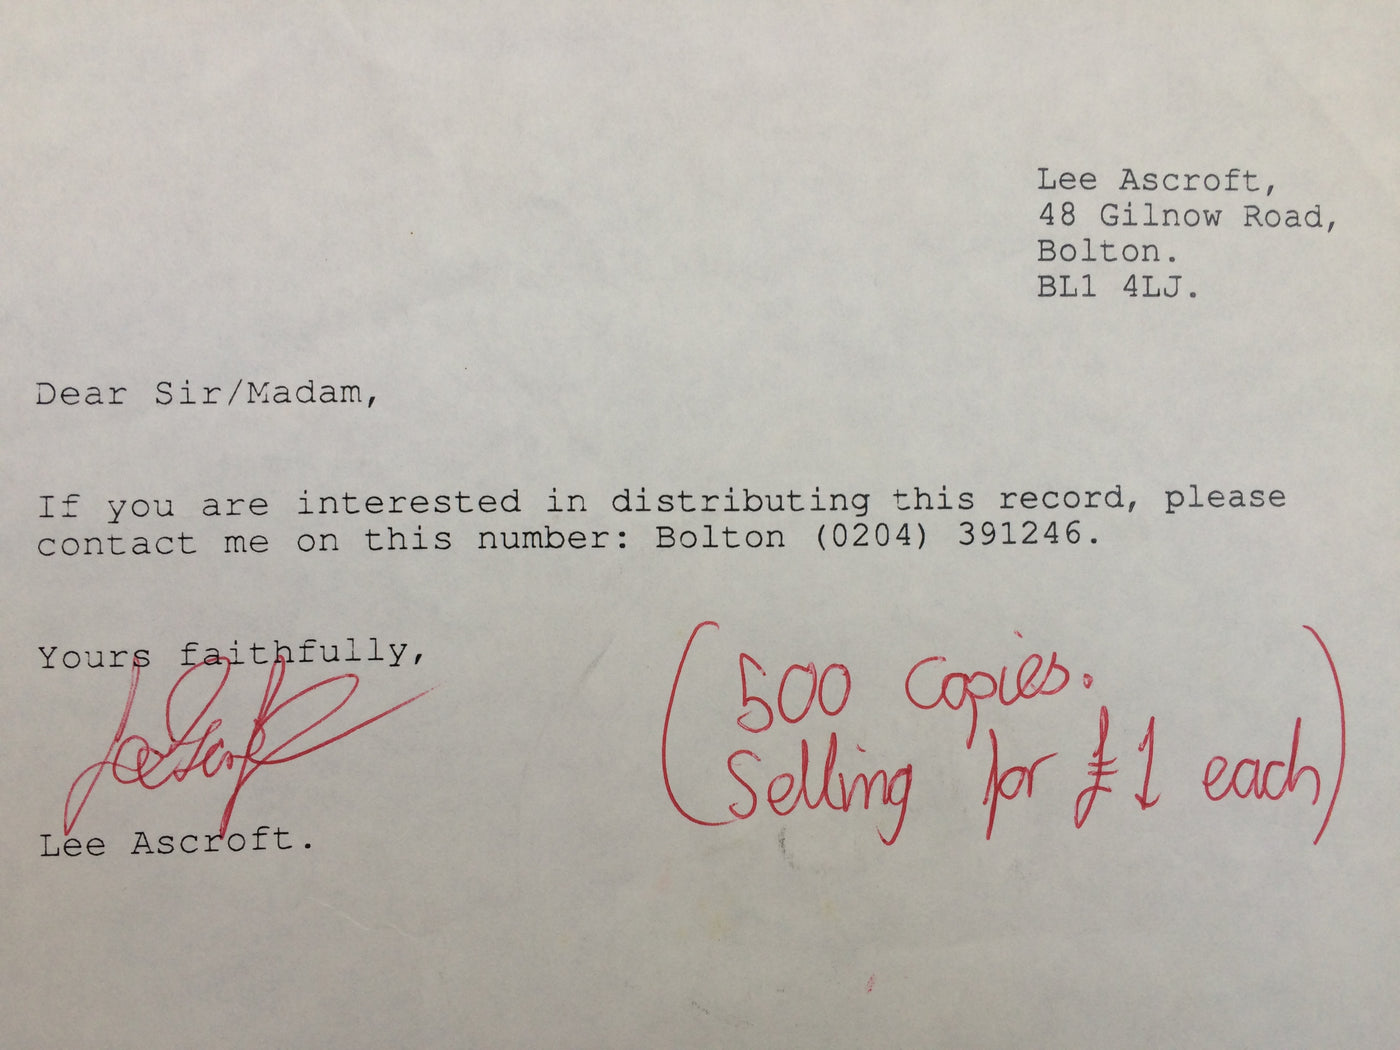 Lee Ascroft,
48 Gilnow Road,
Bolton.
BL1 4LJ.
Dear Sir/Madam,
If you are interested in distributing this record, please
contact me on this number: Bolton (0204) 391246.
Yours faithfully,
Lee Ascroft
Lee Ascroft.
(500 Copies.
Selling for £1 each)